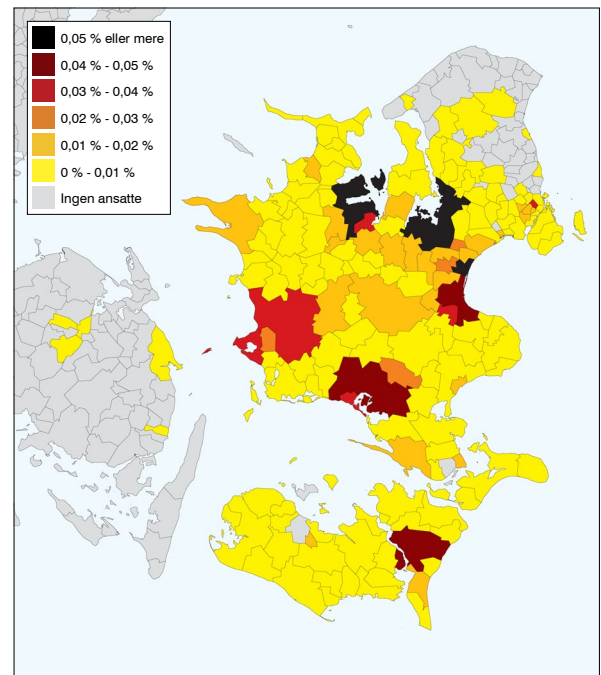 0,05 % eller mere
0,04 % - 0,05 %
0,03 % - 0,04 %
0,02 % - 0,03 %
0,01 % - 0,02 %
0 % - 0,01 %
Ingen ansatte